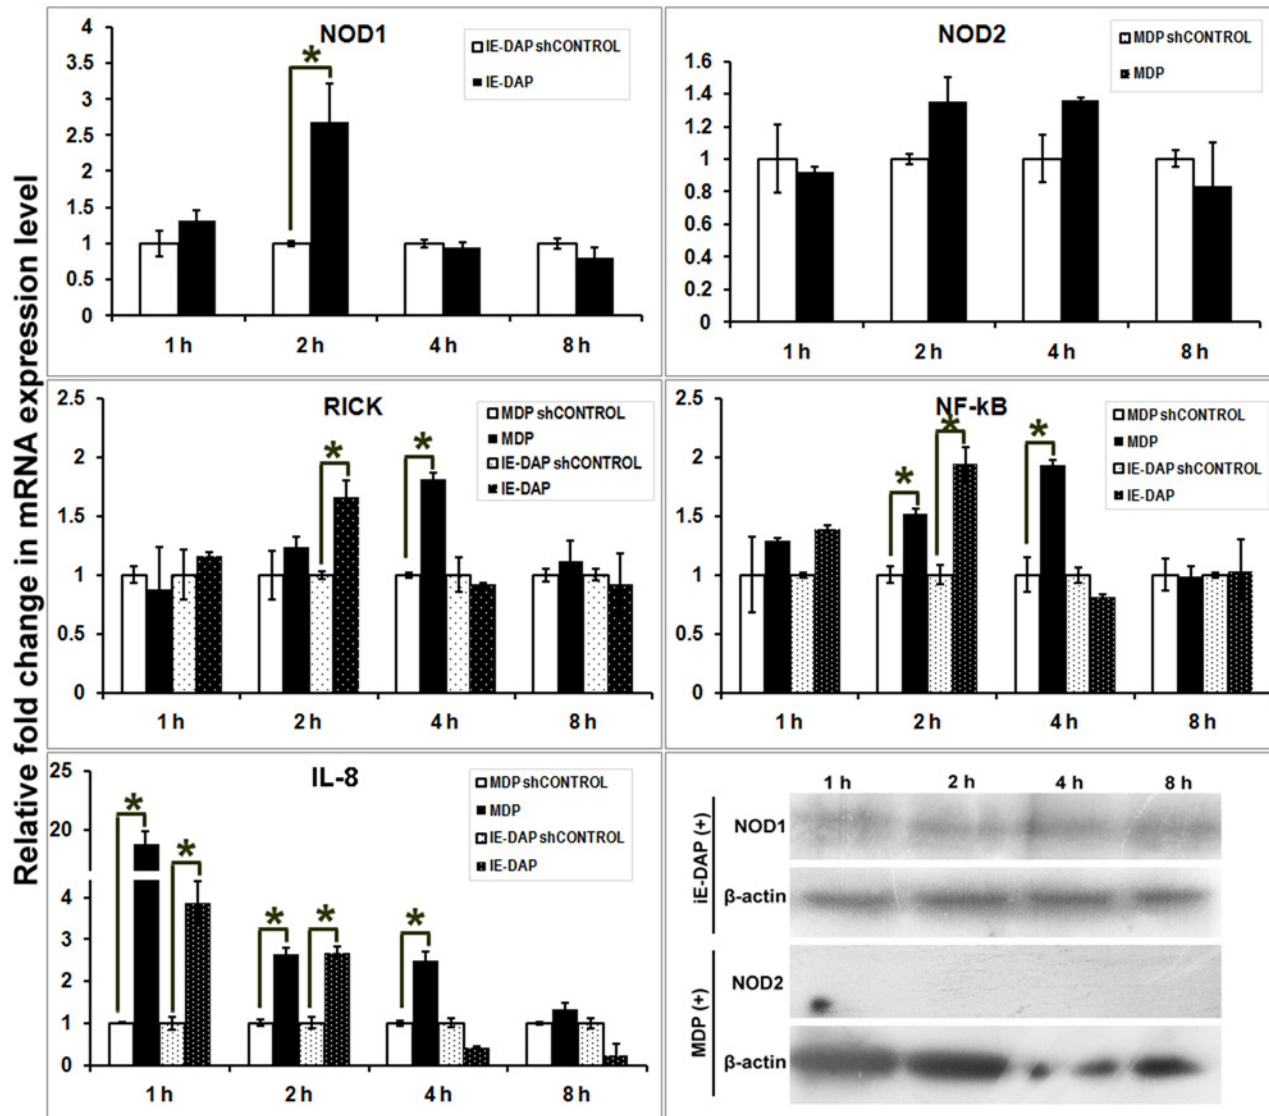 Relative fold change in mRNA expression level
NOD1
IE-DAP shCONTROL
IE-DAP
*
4
3.5
3
2.5
2
1.5
1
0.5
0
1 h 2 h 4 h 8 h
NOD2
MDP shCONTROL
MDP
1.6
1.4
1.2
1
0.8
0.6
0.4
0.2
0
1 h 2 h 4 h 8 h
RICK
MDP shCONTROL
MDP
IE-DAP shCONTROL
IE-DAP
* *
2.5
2
1.5
1
0.5
0
1 h 2 h 4 h 8 h
NF-kB
MDP shCONTROL
MDP
IE-DAP shCONTROL
IE-DAP
* * *
2.5
2
1.5
1
0.5
0
1 h 2 h 4 h 8 h
IL-8
MDP shCONTROL
MDP
IE-DAP shCONTROL
IE-DAP
* * * * *
25
20
4
3
2
1
0
1 h 2 h 4 h 8 h
1 h 2 h 4 h 8 h
iE-DAP (+)
NOD1
β-actin
MDP (+)
NOD2
β-actin